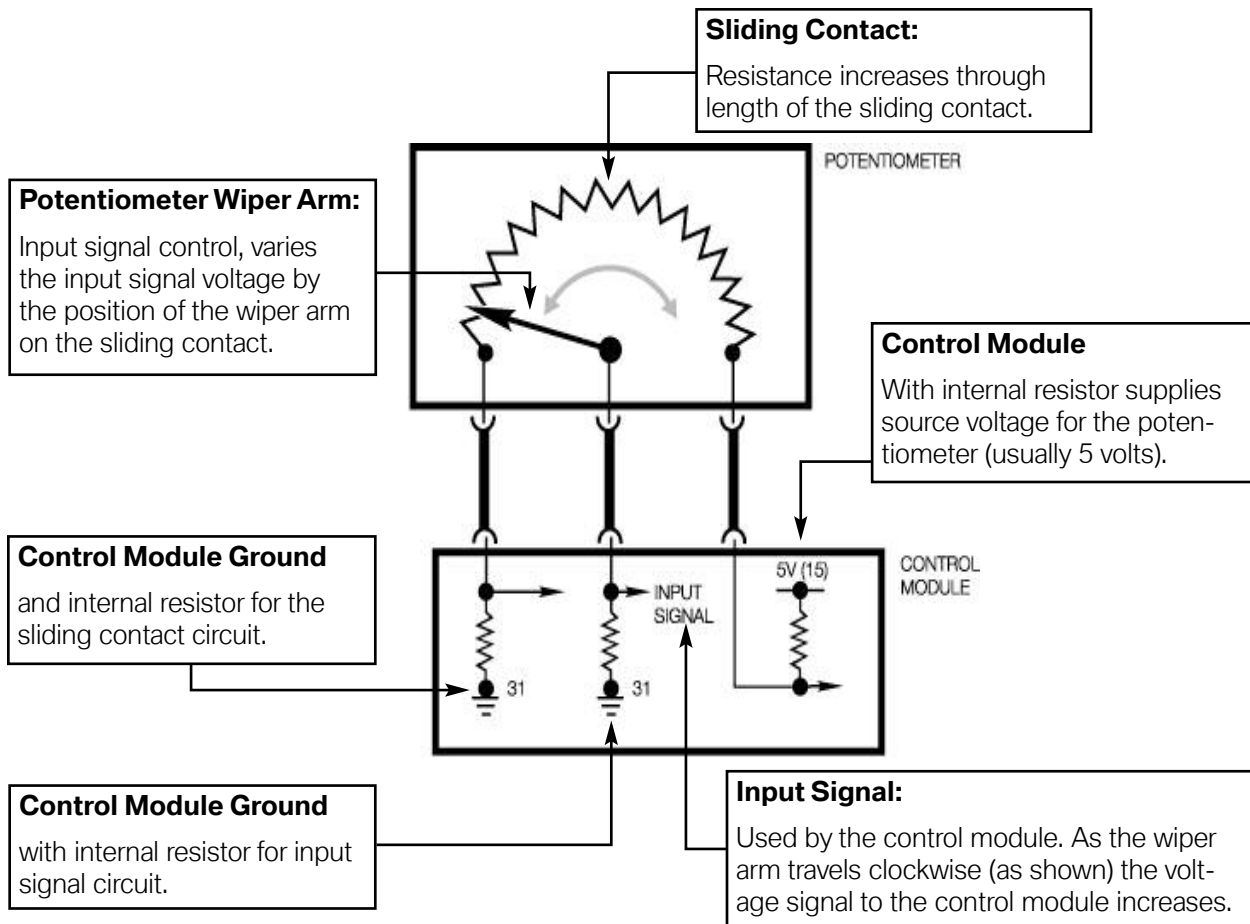 Sliding Contact:
Resistance increases through
length of the sliding contact.
POTENTIOMETER
Potentiometer Wiper Arm:
Input signal control, varies
the input signal voltage by
the position of the wiper arm
on the sliding contact.
Control Module
With internal resistor supplies
source voltage for the poten-
tiometer (usually 5 volts).
Control Module Ground
and internal resistor for the
sliding contact circuit.
5V (15)
CONTROL
MODULE
INPUT
SIGNAL
31
31
Control Module Ground
with internal resistor for input
signal circuit.
Input Signal:
Used by the control module. As the wiper
arm travels clockwise (as shown) the volt-
age signal to the control module increases.